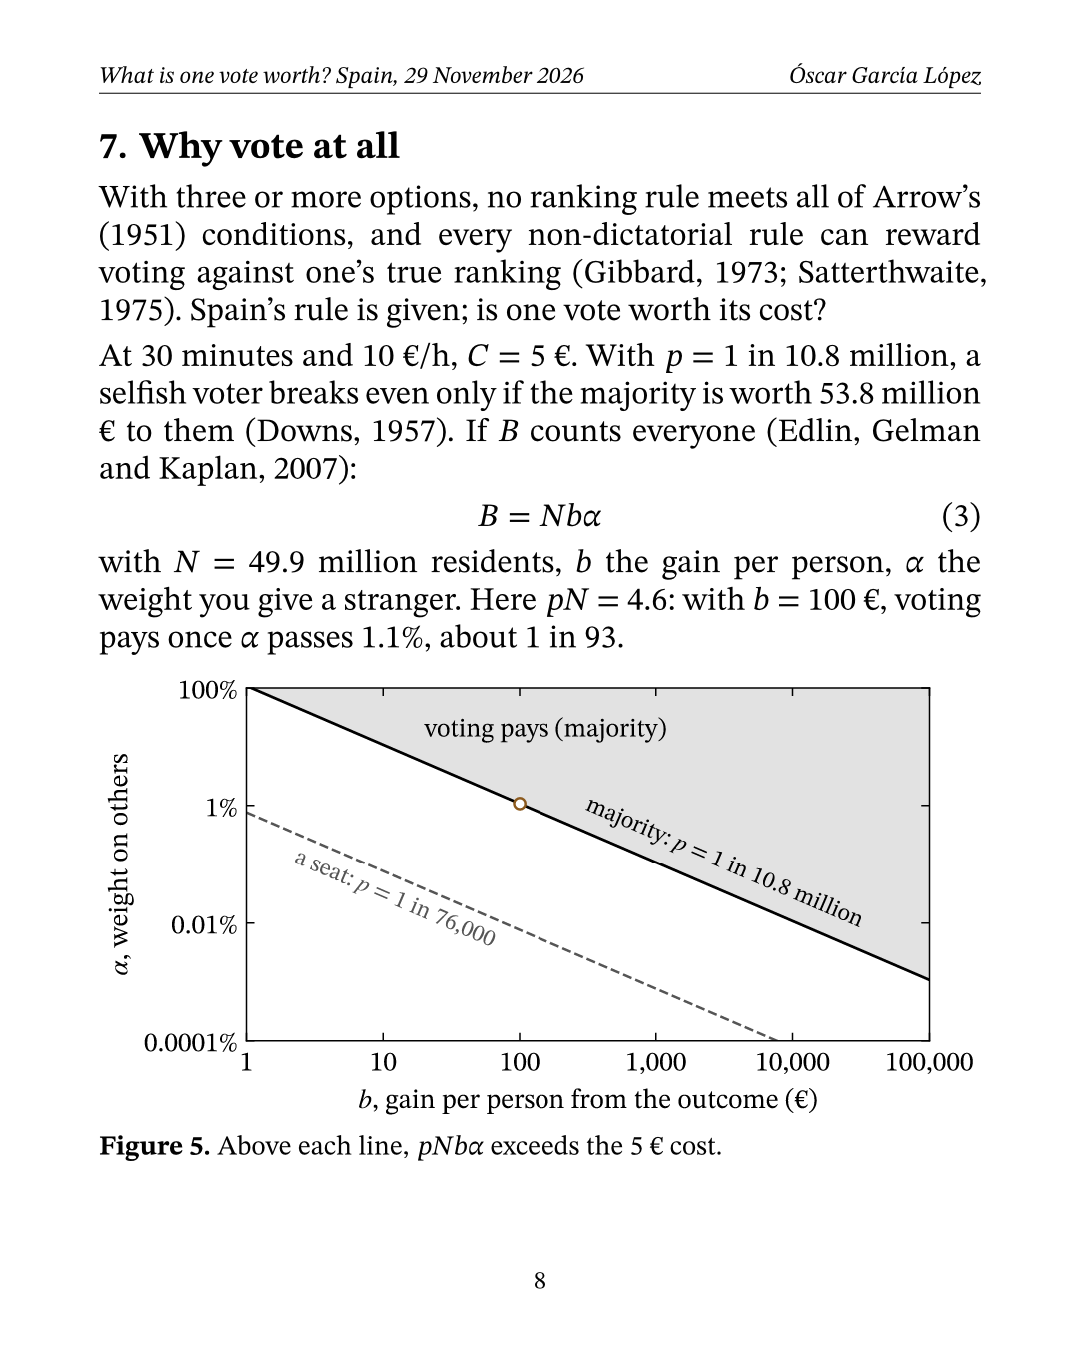 What is one vote worth? Spain, 29 November 2026
Óscar García López
7. Why vote at all
With three or more options, no ranking rule meets all of Arrow’s
(1951) conditions, and every non-dictatorial rule can reward
voting against one’s true ranking (Gibbard, 1973; Satterthwaite,
1975). Spain’s rule is given; is one vote worth its cost?
At 30 minutes and 10 €/h, C = 5 €. With p = 1 in 10.8 million, a
selfish voter breaks even only if the majority is worth 53.8 million
€ to them (Downs, 1957). If B counts everyone (Edlin, Gelman
and Kaplan, 2007):
B = Nbα (3)
with N = 49.9 million residents, b the gain per person, α the
weight you give a stranger. Here pN = 4.6: with b = 100 €, voting
pays once α passes 1.1%, about 1 in 93.
100%
1%
0.01%
0.0001%
α, weight on others
voting pays (majority)
majority: p = 1 in 10.8 million
a seat: p = 1 in 76,000
1 10 100 1,000 10,000 100,000
b, gain per person from the outcome (€)
Figure 5. Above each line, pNbα exceeds the 5 € cost.
8